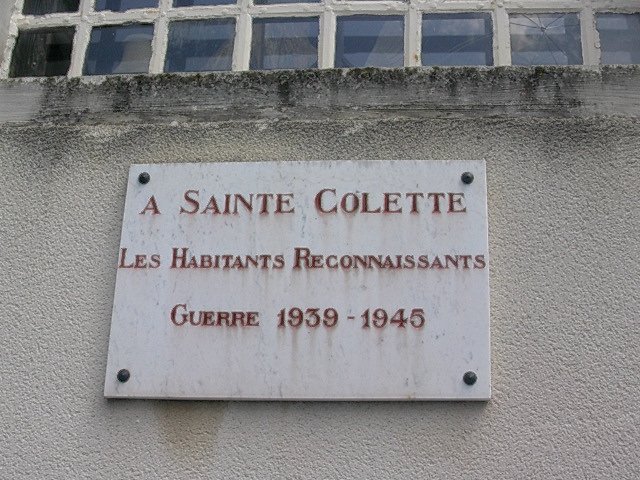 A SAINTE COLETTE
LES HABITANTS RECONNAISSANTS
GUERRE 1939 - 1945